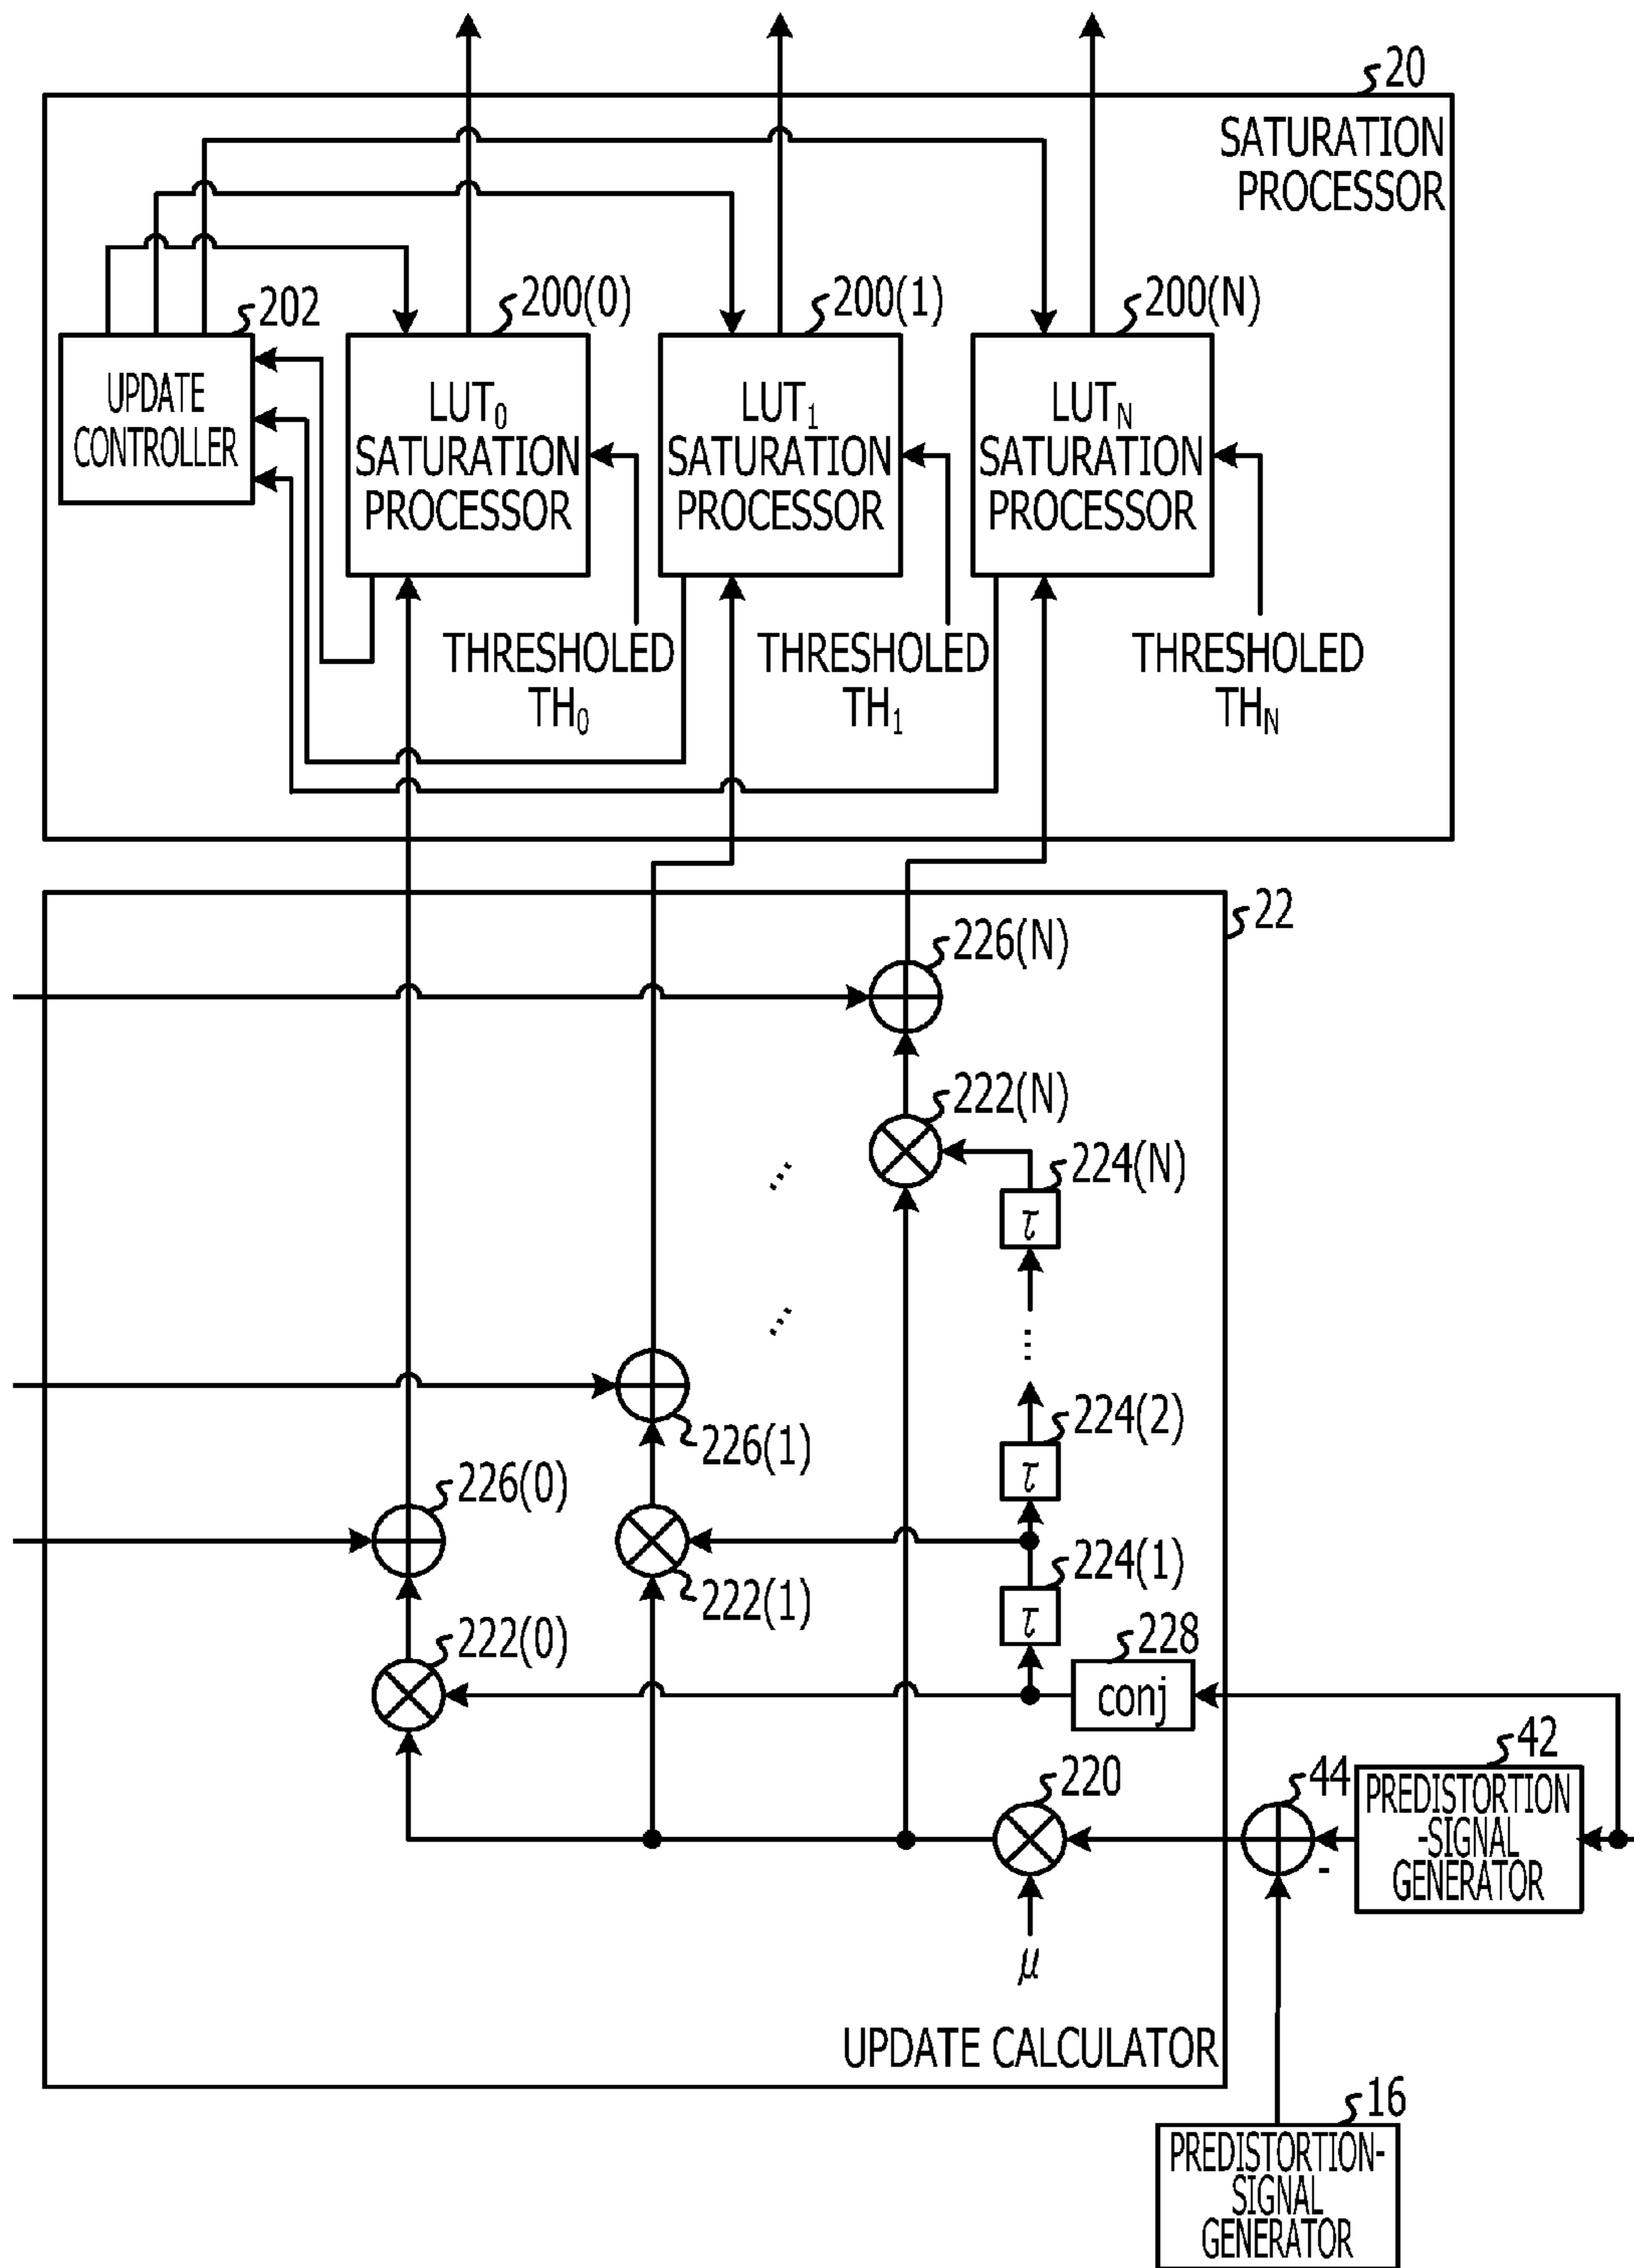 20
SATURATION
PROCESSOR
202
200(0)
200(1)
200(N)
UPDATE
CONTROLLER
LUT0
SATURATION
PROCESSOR
LUT1
SATURATION
PROCESSOR
LUTN
SATURATION
PROCESSOR
THRESHOLED
TH0
THRESHOLED
TH1
THRESHOLED
THN
22
226(N)
222(N)
224(N)
τ
...
...
...
224(2)
τ
226(1)
226(0)
224(1)
τ
222(1)
222(0)
228
conj
220
44
42
PREDISTORTION
-SIGNAL
GENERATOR
-
μ
UPDATE CALCULATOR
16
PREDISTORTION-
SIGNAL
GENERATOR